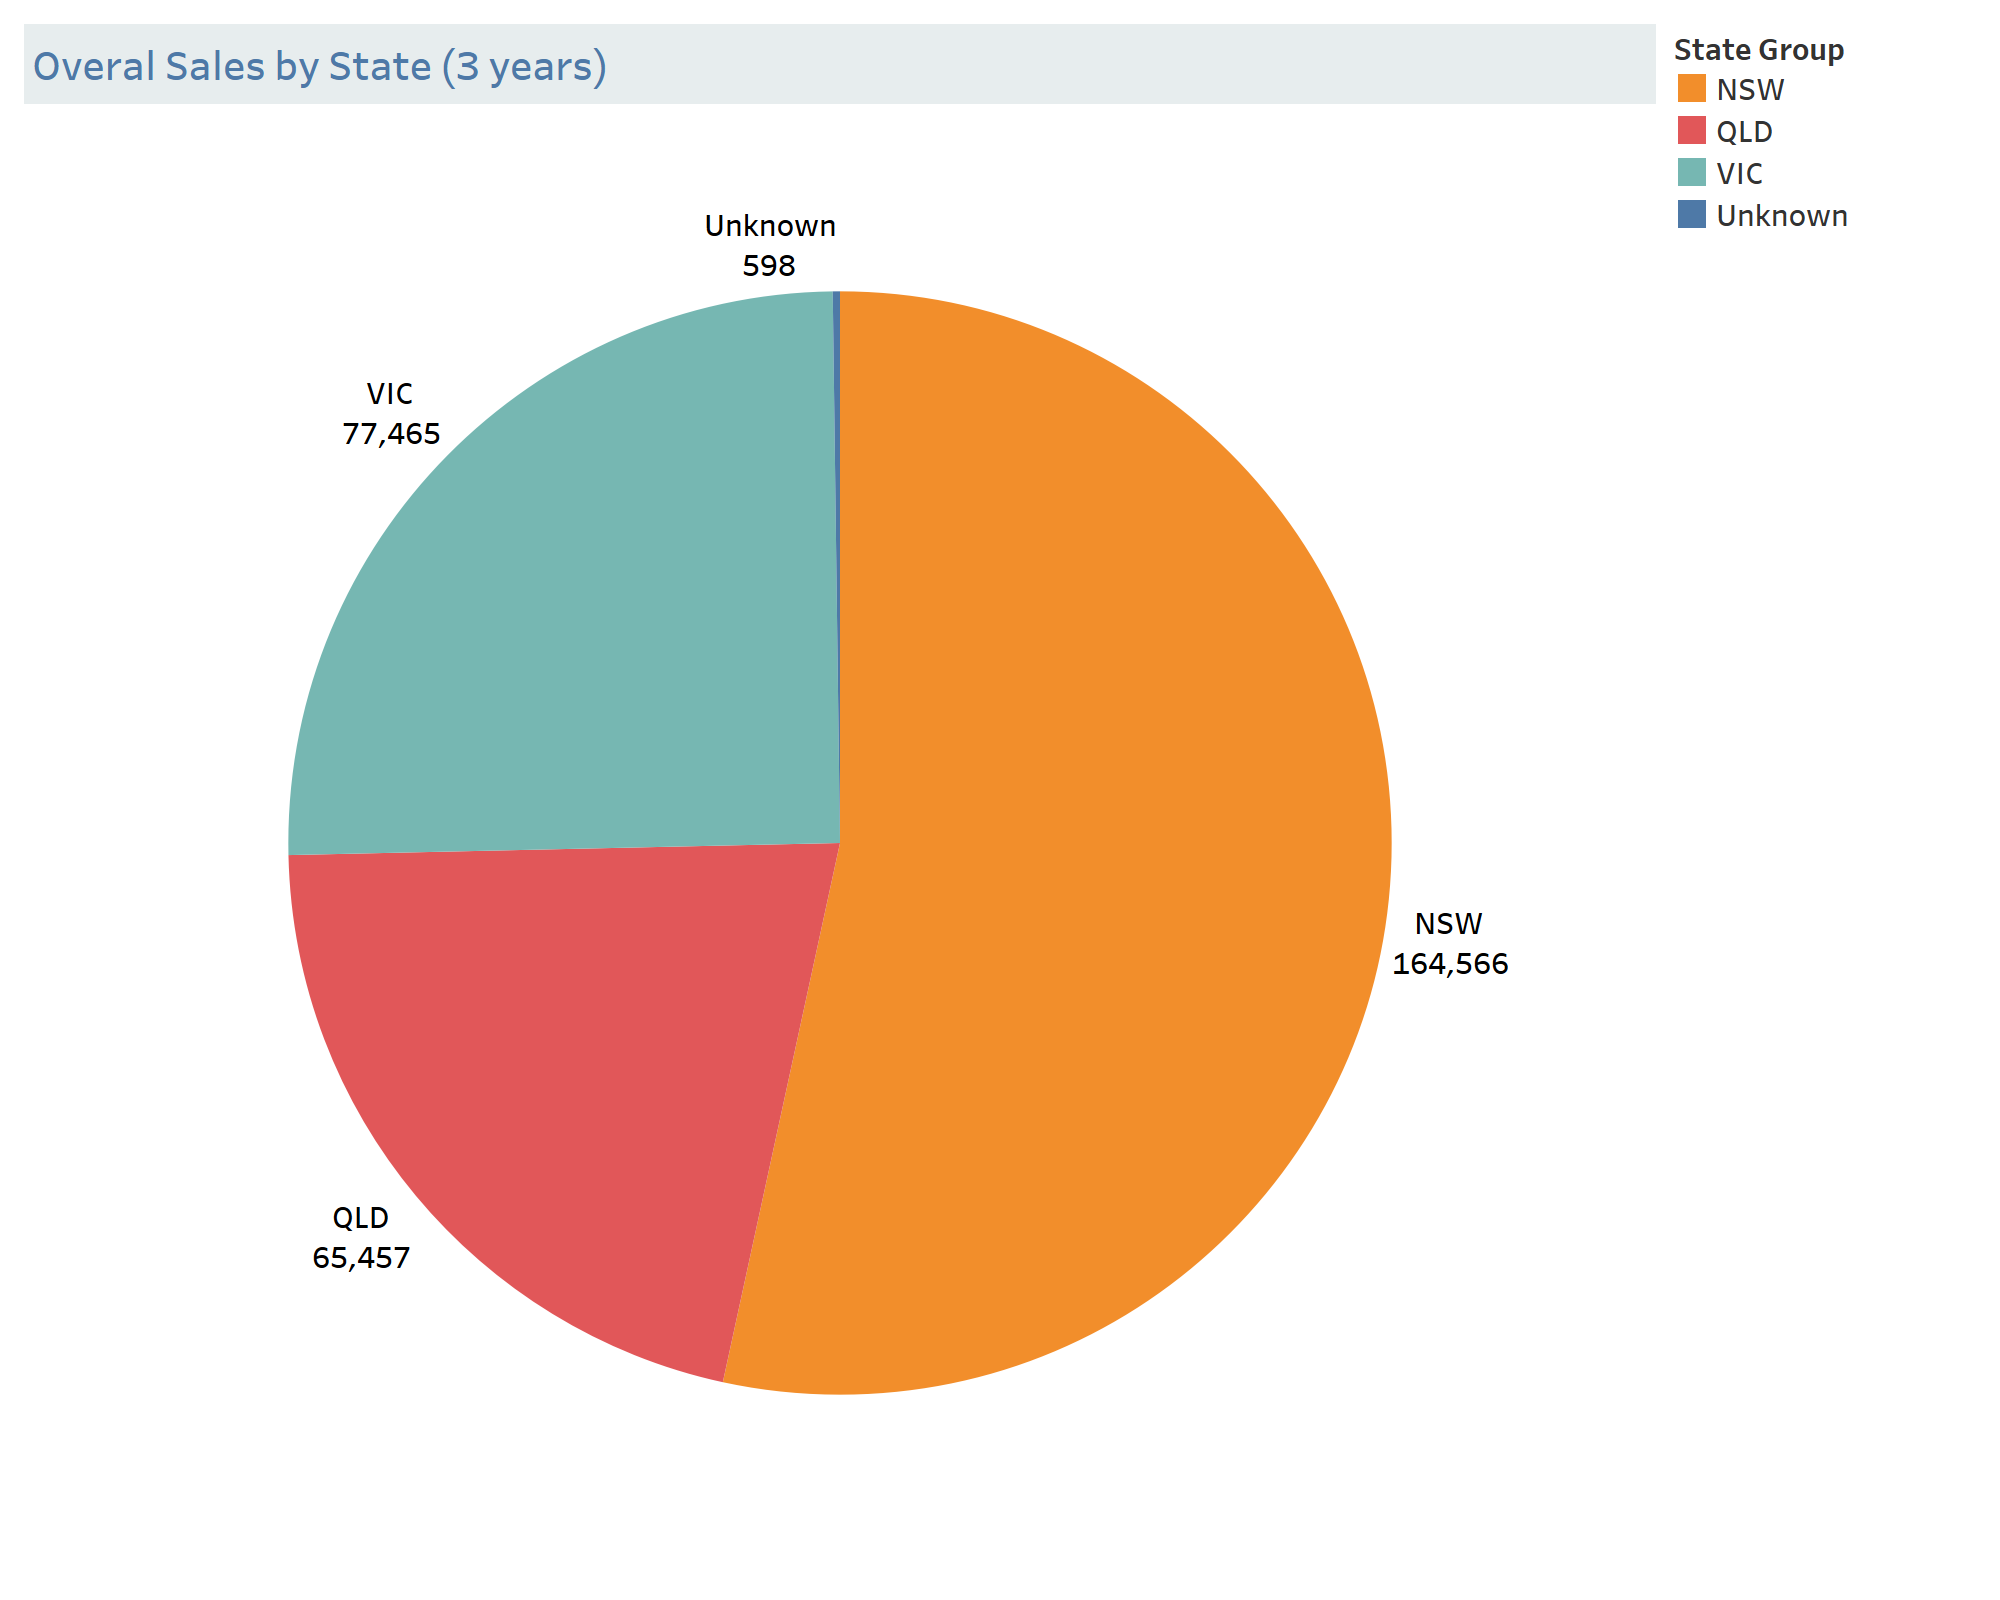 Overal Sales by State (3 years)
State Group
NSW
QLD
VIC
Unknown
Unknown
598
VIC
77,465
NSW
164,566
QLD
65,457